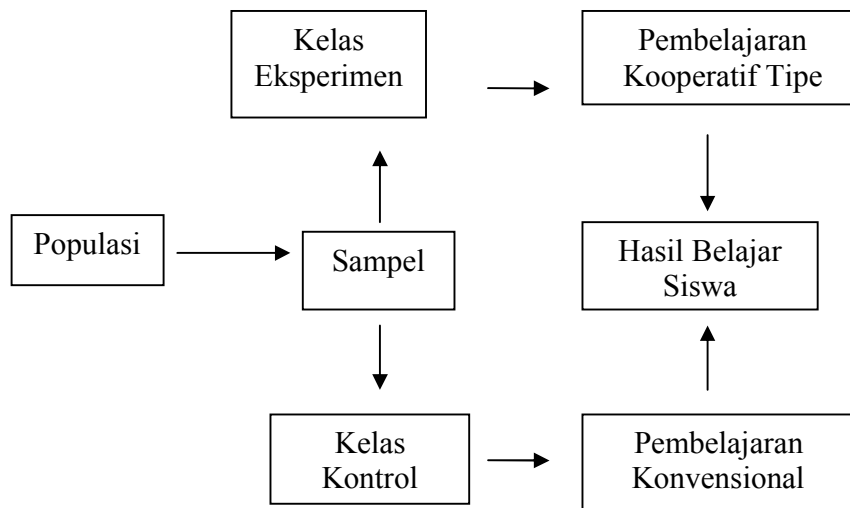 Kelas
Eksperimen
Pembelajaran
Kooperatif Tipe
Populasi
Sampel
Hasil Belajar
Siswa
Kelas
Kontrol
Pembelajaran
Konvensional